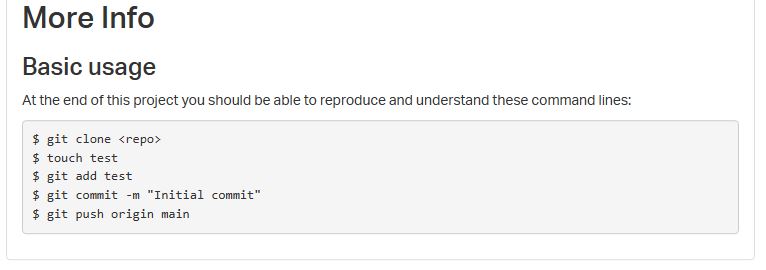 More Info
Basic usage
At the end of this project you should be able to reproduce and understand these command lines:
$ git clone <repo>
$ touch test
$ git add test
$ git commit -m "Initial commit"
$ git push origin main